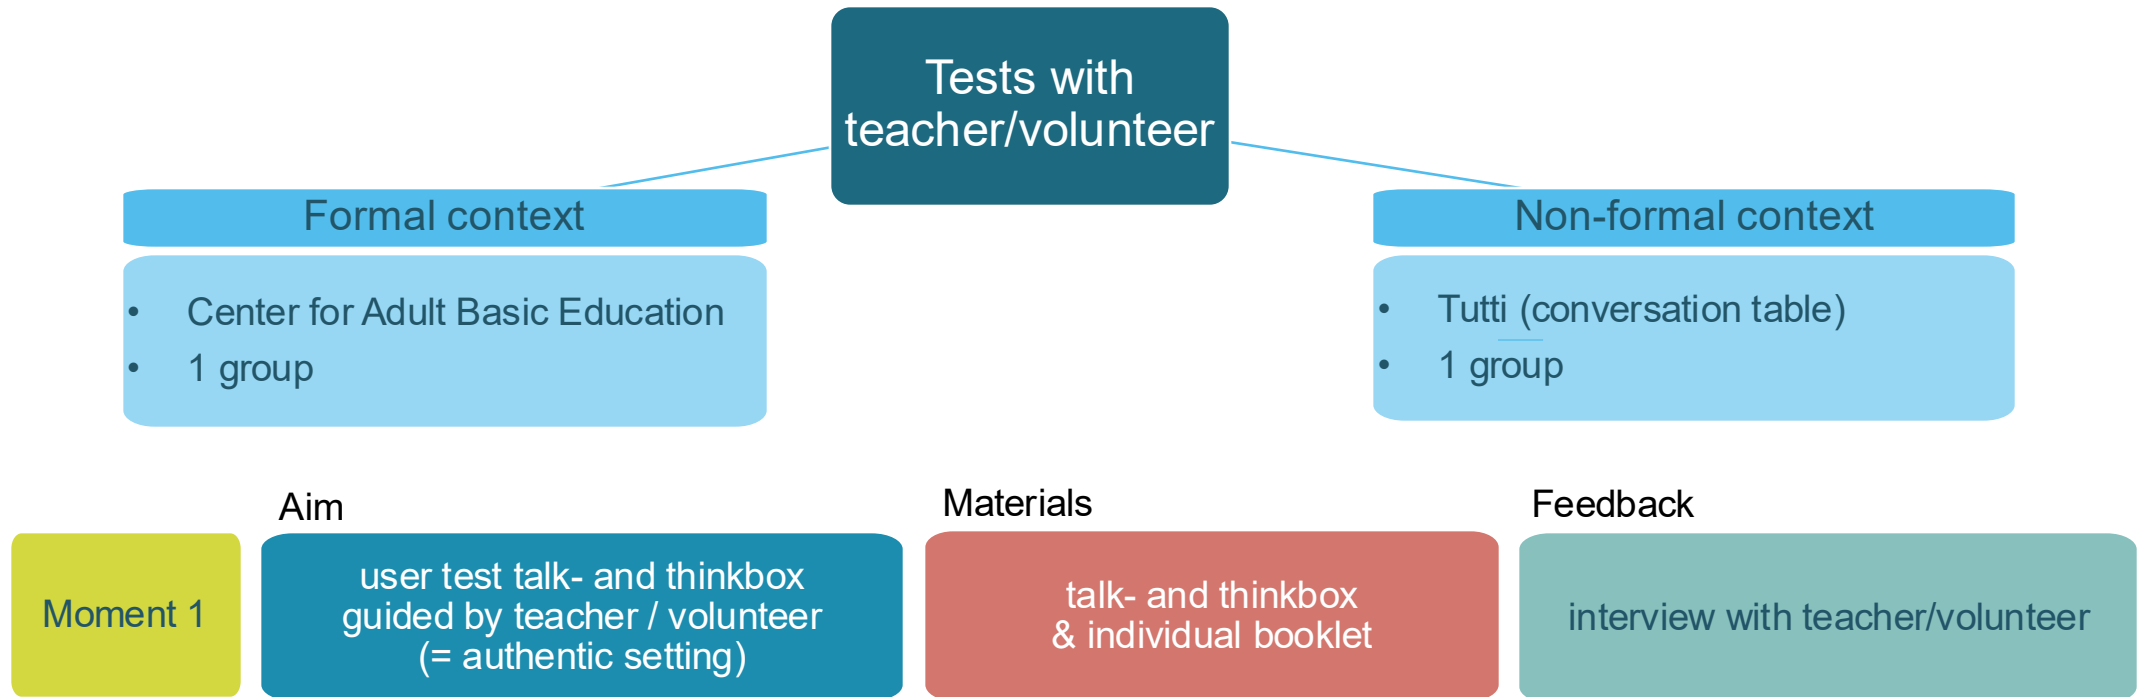 Tests with
teacher/volunteer
Formal context
• Center for Adult Basic Education
• 1 group
Non-formal context
• Tutti (conversation table)
• 1 group
Aim
Materials
Feedback
Moment 1
user test talk- and thinkbox
guided by teacher / volunteer
(= authentic setting)
talk- and thinkbox
& individual booklet
interview with teacher/volunteer